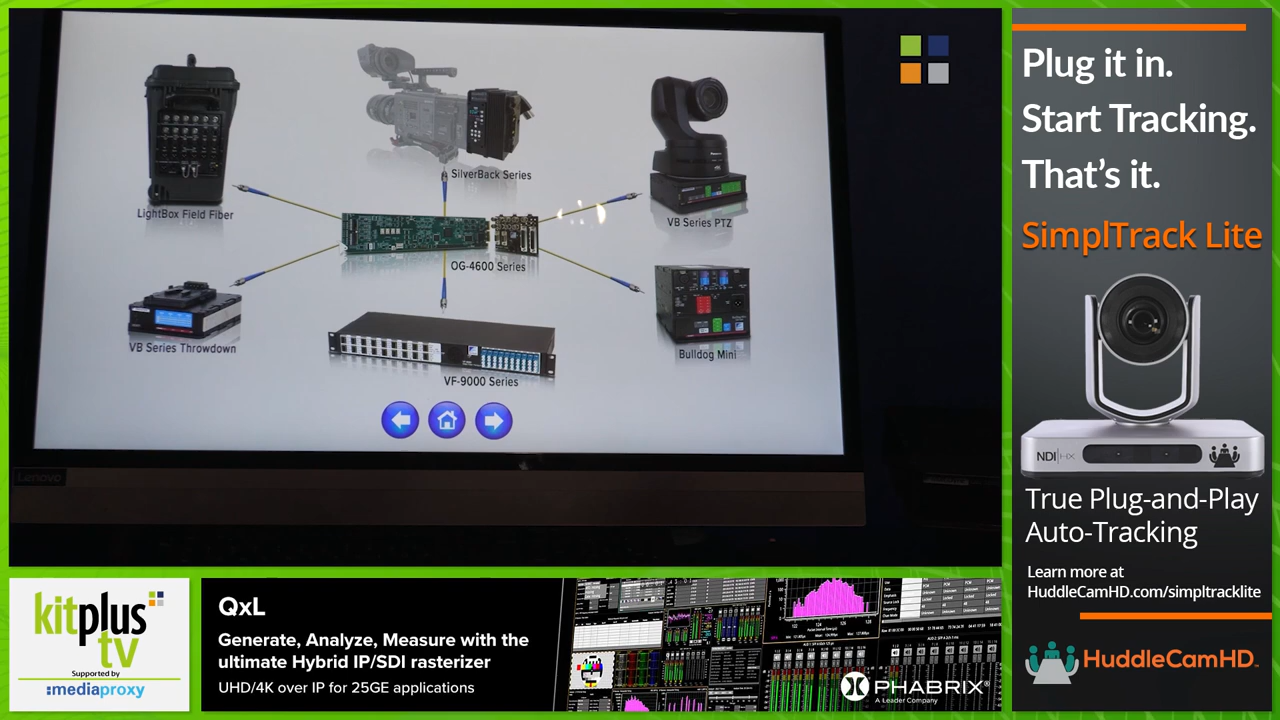 SilverBack Series
LightBox Field Fiber
VB Series PTZ
OG-4600 Series
VB Series Throwdown
Bulldog Mini
VF-9000 Series
Lenovo
Plug it in.
Start Tracking.
That's it.
SimplTrack Lite
NDI|HX
True Plug-and-Play
Auto-Tracking
Learn more at
HuddleCamHD.com/simpltracklite
HuddleCamHD™
kitplus
tv
Supported by
:mediaproxy
QxL
Generate, Analyze, Measure with the
ultimate Hybrid IP/SDI rasterizer
UHD/4K over IP for 25GE applications
PHABRIX®
A Leader Company